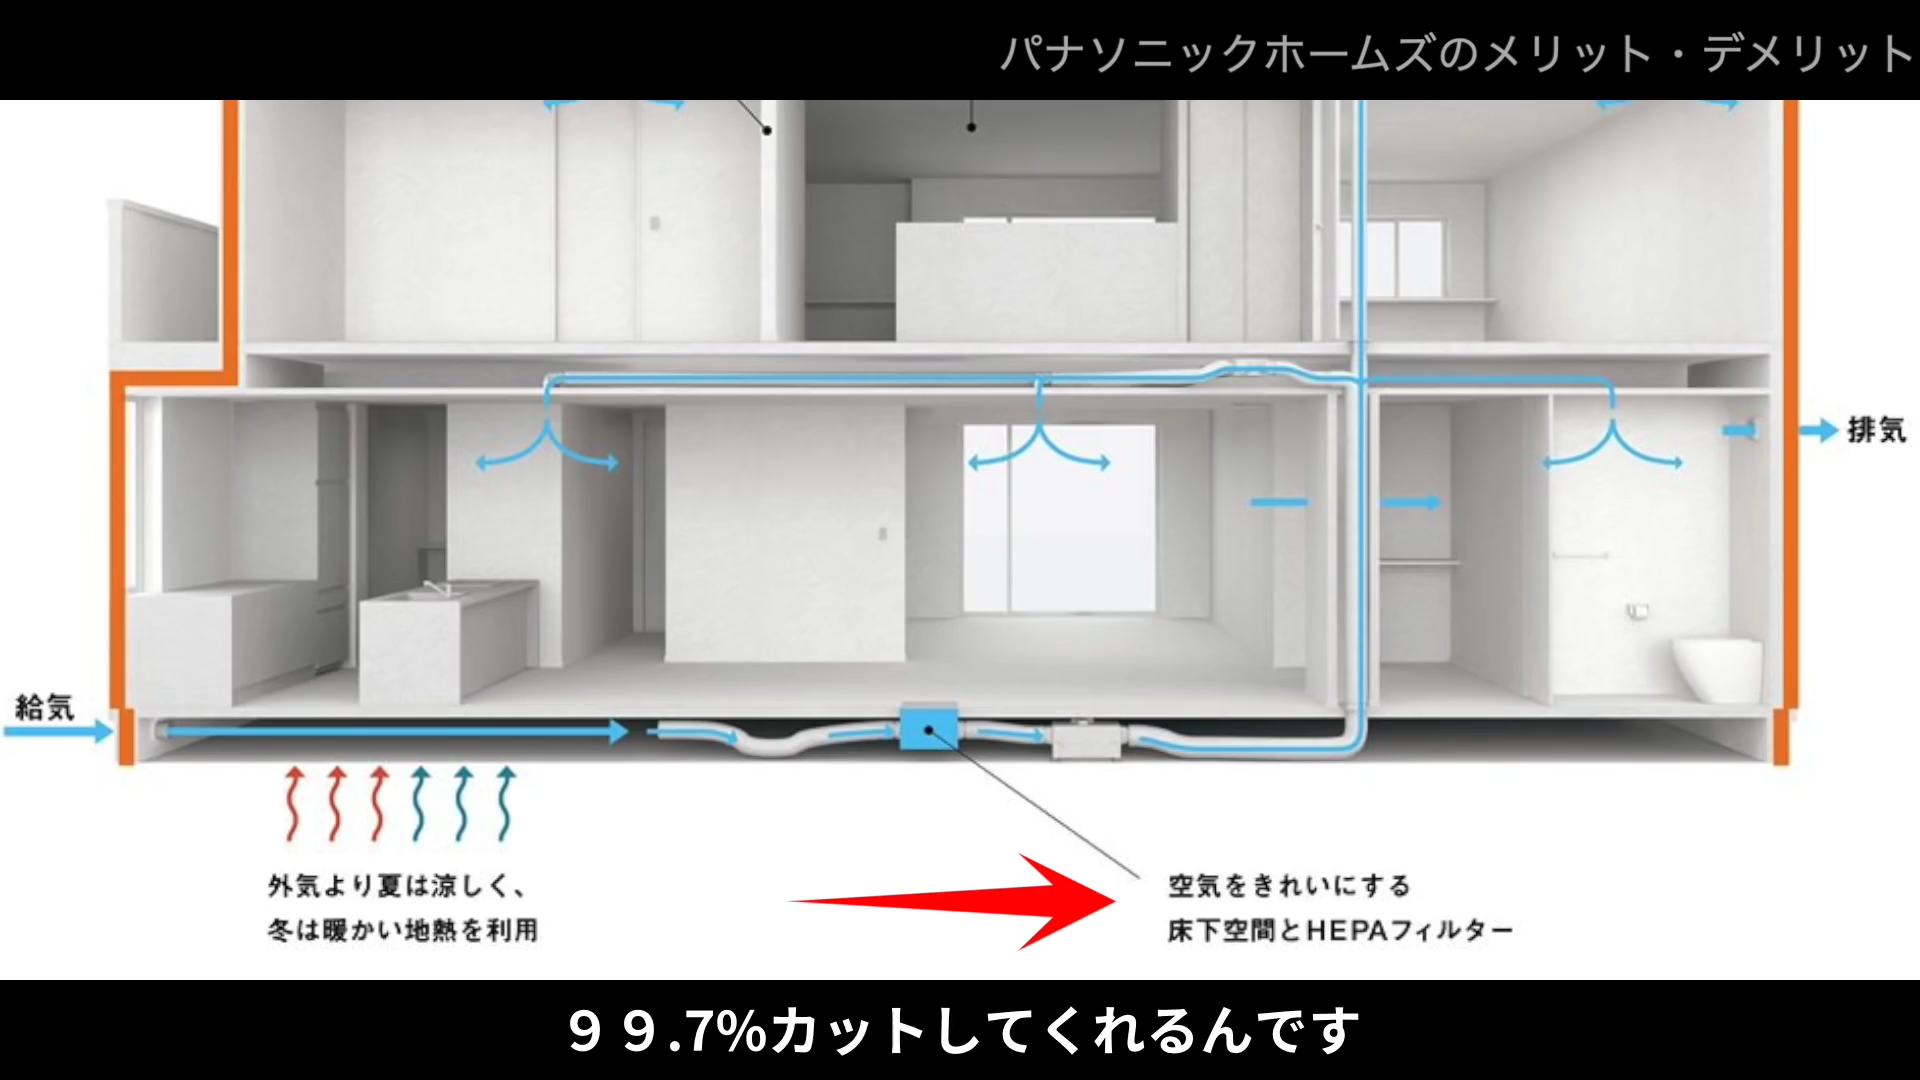 パナソニックホームズのメリット・デメリット
排気
給気
外気より夏は涼しく、
冬は暖かい地熱を利用
空気をきれいにする
床下空間とHEPAフィルター
９９.7%カットしてくれるんです